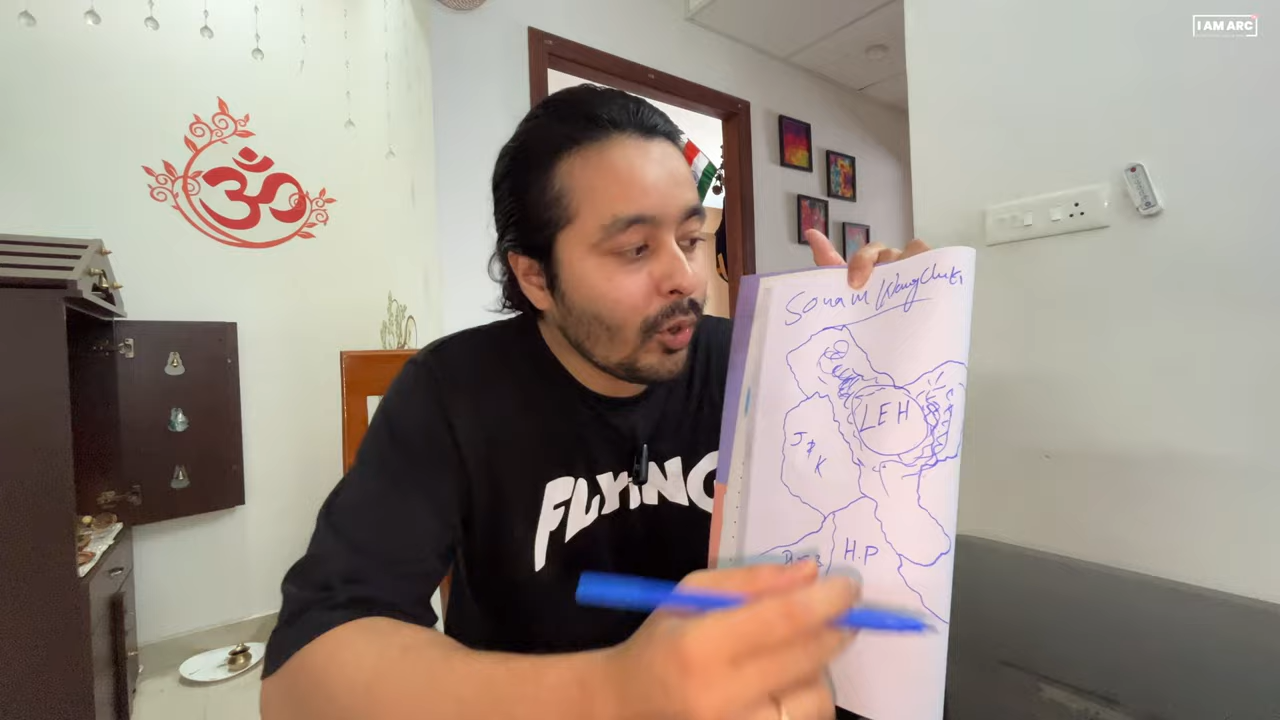 I AM ARC
ॐ
Sonam Wangchuk
LEH
J & K
H.P
FLYING